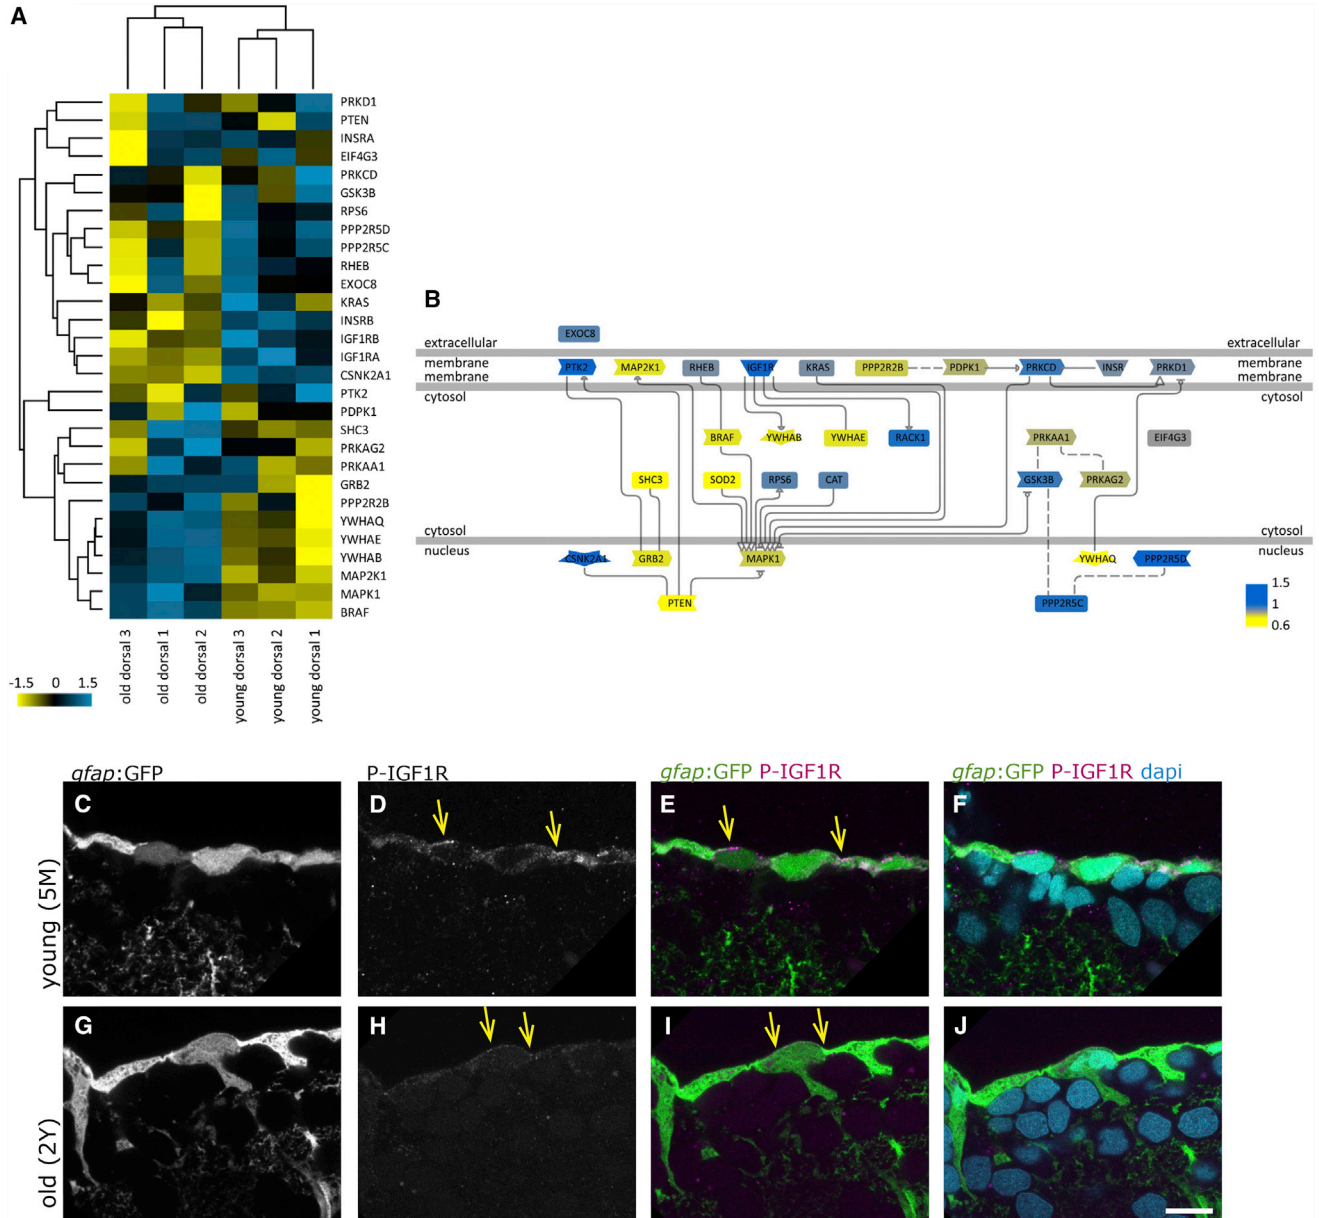 A
PRKD1
PTEN
INSRA
EIF4G3
PRKCD
GSK3B
RPS6
PPP2R5D
PPP2R5C
RHEB
EXOC8
KRAS
INSRB
IGF1RB
IGF1RA
CSNK2A1
PTK2
PDPK1
SHC3
PRKAG2
PRKAA1
GRB2
PPP2R2B
YWHAQ
YWHAE
YWHAB
MAP2K1
MAPK1
BRAF
old dorsal 3
old dorsal 1
old dorsal 2
young dorsal 3
young dorsal 2
young dorsal 1
-1.5 0 1.5
B
EXOC8
extracellular extracellular
membrane membrane
PTK2 MAP2K1 RHEB IGF1R KRAS PPP2R2B PDPK1 PRKCD INSR PRKD1
membrane membrane
cytosol cytosol
BRAF YWHAB YWHAE RACK1 PRKAA1 EIF4G3
SHC3 SOD2 RPS6 CAT GSK3B PRKAG2
cytosol cytosol
nucleus nucleus
CSNK2A1 GRB2 MAPK1 YWHAQ PPP2R5D
PTEN PPP2R5C
1.5
1
0.6
gfap:GFP P-IGF1R gfap:GFP P-IGF1R gfap:GFP P-IGF1R dapi
young (5M)
C D E F
old (2Y)
G H I J